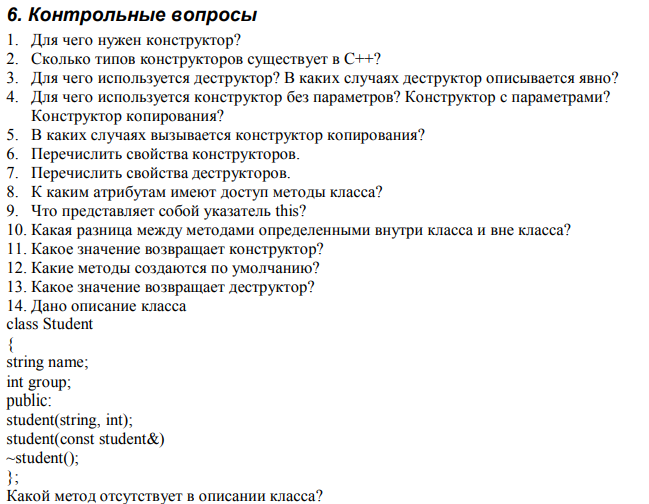 6. Контрольные вопросы
1. Для чего нужен конструктор?
2. Сколько типов конструкторов существует в C++?
3. Для чего используется деструктор? В каких случаях деструктор описывается явно?
4. Для чего используется конструктор без параметров? Конструктор с параметрами?
Конструктор копирования?
5. В каких случаях вызывается конструктор копирования?
6. Перечислить свойства конструкторов.
7. Перечислить свойства деструкторов.
8. К каким атрибутам имеют доступ методы класса?
9. Что представляет собой указатель this?
10. Какая разница между методами определенными внутри класса и вне класса?
11. Какое значение возвращает конструктор?
12. Какие методы создаются по умолчанию?
13. Какое значение возвращает деструктор?
14. Дано описание класса
class Student
{
string name;
int group;
public:
student(string, int);
student(const student&)
~student();
};
Какой метод отсутствует в описании класса?